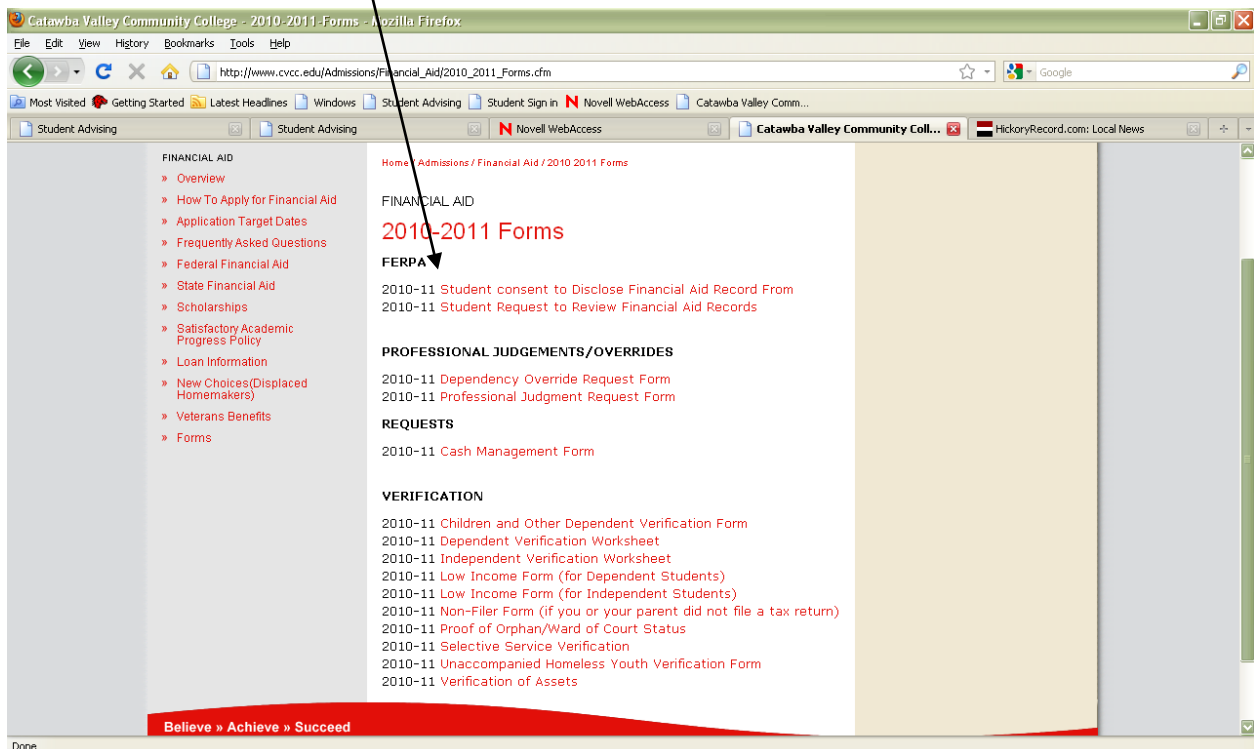 Catawba Valley Community College - 2010-2011-Forms - Mozilla Firefox
File Edit View History Bookmarks Tools Help
http://www.cvcc.edu/Admissions/Financial_Aid/2010_2011_Forms.cfm
Google
Most Visited Getting Started Latest Headlines Windows Student Advising Student Sign in Novell WebAccess Catawba Valley Comm...
Student Advising Student Advising Novell WebAccess Catawba Valley Community Coll... HickoryRecord.com: Local News
FINANCIAL AID
» Overview
» How To Apply for Financial Aid
» Application Target Dates
» Frequently Asked Questions
» Federal Financial Aid
» State Financial Aid
» Scholarships
» Satisfactory Academic
Progress Policy
» Loan Information
» New Choices(Displaced
Homemakers)
» Veterans Benefits
» Forms
Home / Admissions / Financial Aid / 2010 2011 Forms
FINANCIAL AID
2010-2011 Forms
FERPA
2010-11 Student consent to Disclose Financial Aid Record From
2010-11 Student Request to Review Financial Aid Records
PROFESSIONAL JUDGEMENTS/OVERRIDES
2010-11 Dependency Override Request Form
2010-11 Professional Judgment Request Form
REQUESTS
2010-11 Cash Management Form
VERIFICATION
2010-11 Children and Other Dependent Verification Form
2010-11 Dependent Verification Worksheet
2010-11 Independent Verification Worksheet
2010-11 Low Income Form (for Dependent Students)
2010-11 Low Income Form (for Independent Students)
2010-11 Non-Filer Form (if you or your parent did not file a tax return)
2010-11 Proof of Orphan/Ward of Court Status
2010-11 Selective Service Verification
2010-11 Unaccompanied Homeless Youth Verification Form
2010-11 Verification of Assets
Believe » Achieve » Succeed
Done